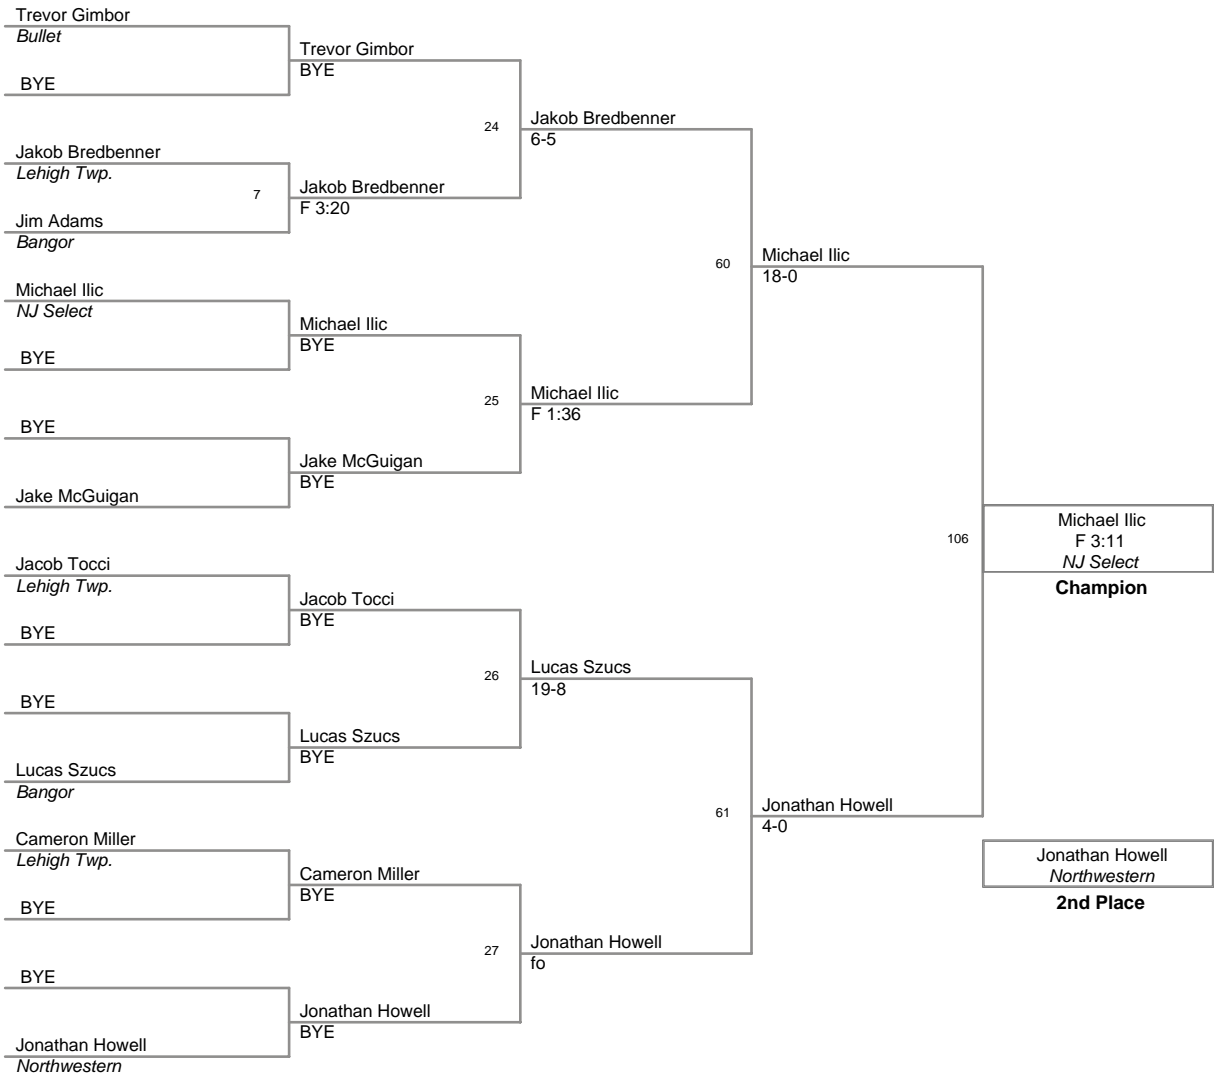 Trevor Gimbor
Bullet
BYE
Trevor Gimbor
BYE
Jakob Bredbenner
Lehigh Twp.
7
Jim Adams
Bangor
Jakob Bredbenner
F 3:20
24
Jakob Bredbenner
6-5
Michael Ilic
NJ Select
BYE
Michael Ilic
BYE
BYE
Jake McGuigan
Jake McGuigan
BYE
25
Michael Ilic
F 1:36
60
Michael Ilic
18-0
Jacob Tocci
Lehigh Twp.
BYE
Jacob Tocci
BYE
BYE
Lucas Szucs
Bangor
Lucas Szucs
BYE
26
Lucas Szucs
19-8
Cameron Miller
Lehigh Twp.
BYE
Cameron Miller
BYE
BYE
Jonathan Howell
Northwestern
Jonathan Howell
BYE
27
Jonathan Howell
fo
61
Jonathan Howell
4-0
106
Michael Ilic
F 3:11
NJ Select
Champion
Jonathan Howell
Northwestern
2nd Place